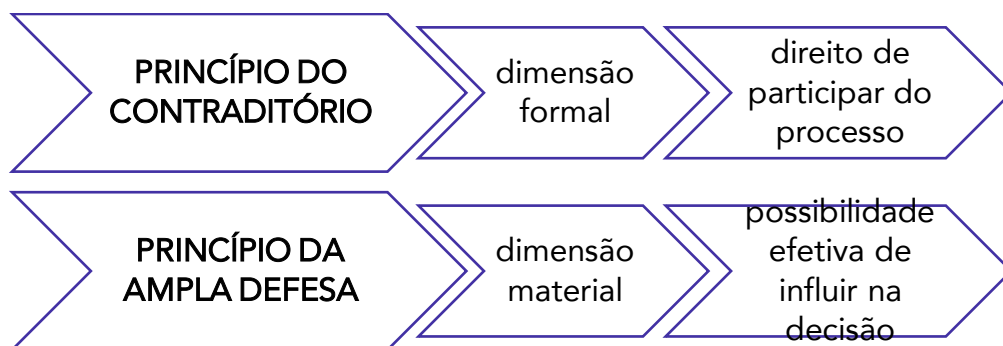 PRINCÍPIO DO
CONTRADITÓRIO
dimensão
formal
direito de
participar do
processo
PRINCÍPIO DA
AMPLA DEFESA
dimensão
material
possibilidade
efetiva de
influir na
decisão